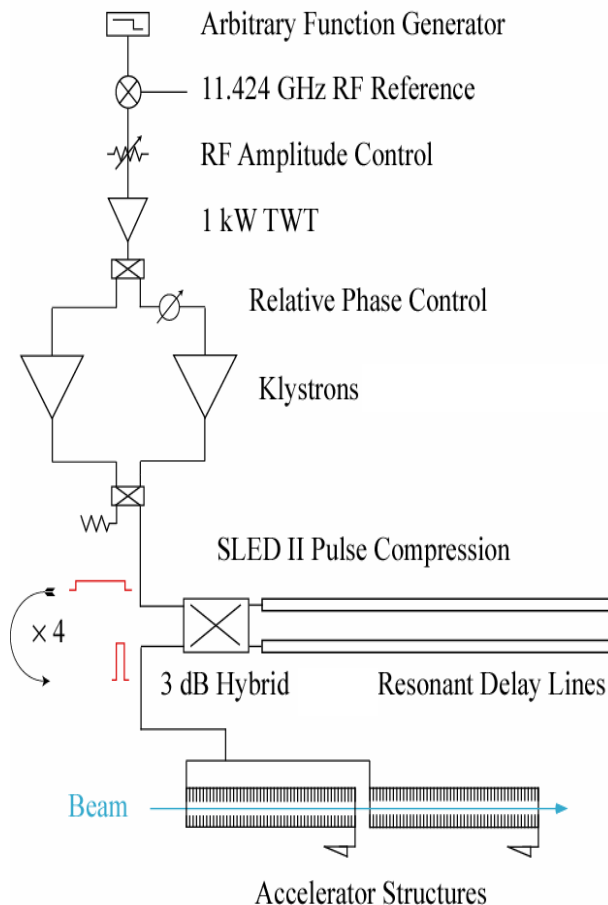 Arbitrary Function Generator
11.424 GHz RF Reference
RF Amplitude Control
1 kW TWT
Relative Phase Control
Klystrons
SLED II Pulse Compression
× 4
3 dB Hybrid
Resonant Delay Lines
Beam
Accelerator Structures